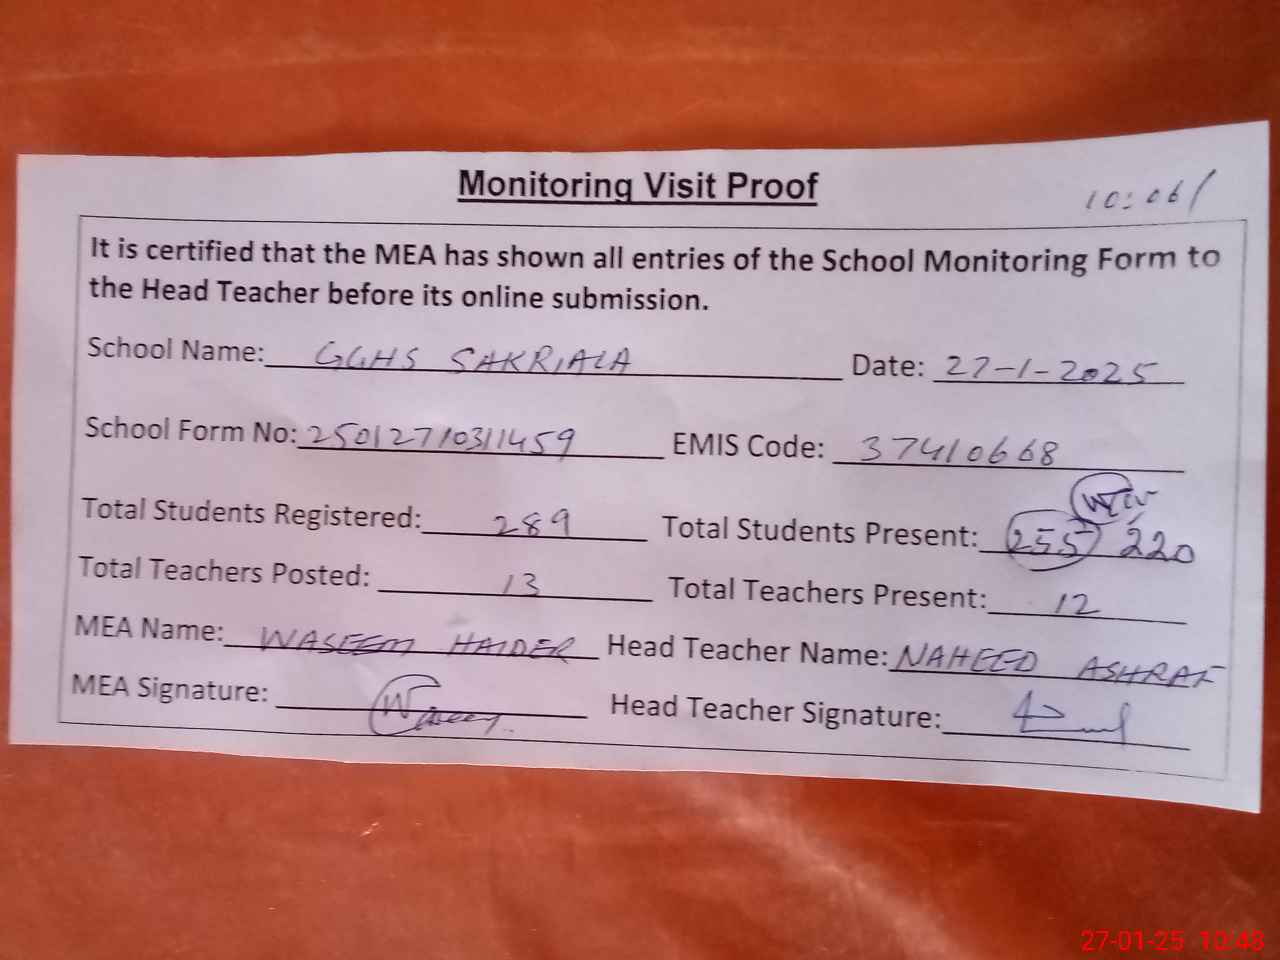 Monitoring Visit Proof
10:06/
It is certified that the MEA has shown all entries of the School Monitoring Form to
the Head Teacher before its online submission.
School Name: GGHS SAKRIALA Date: 27-1-2025
School Form No: 25012710311459 EMIS Code: 37410668
Total Students Registered: 289 Total Students Present: 255 220
Total Teachers Posted: 13 Total Teachers Present: 12
MEA Name: WASEEM HAIDER Head Teacher Name: NAHEED ASHRAF
MEA Signature: Head Teacher Signature:
27-01-25 10:48